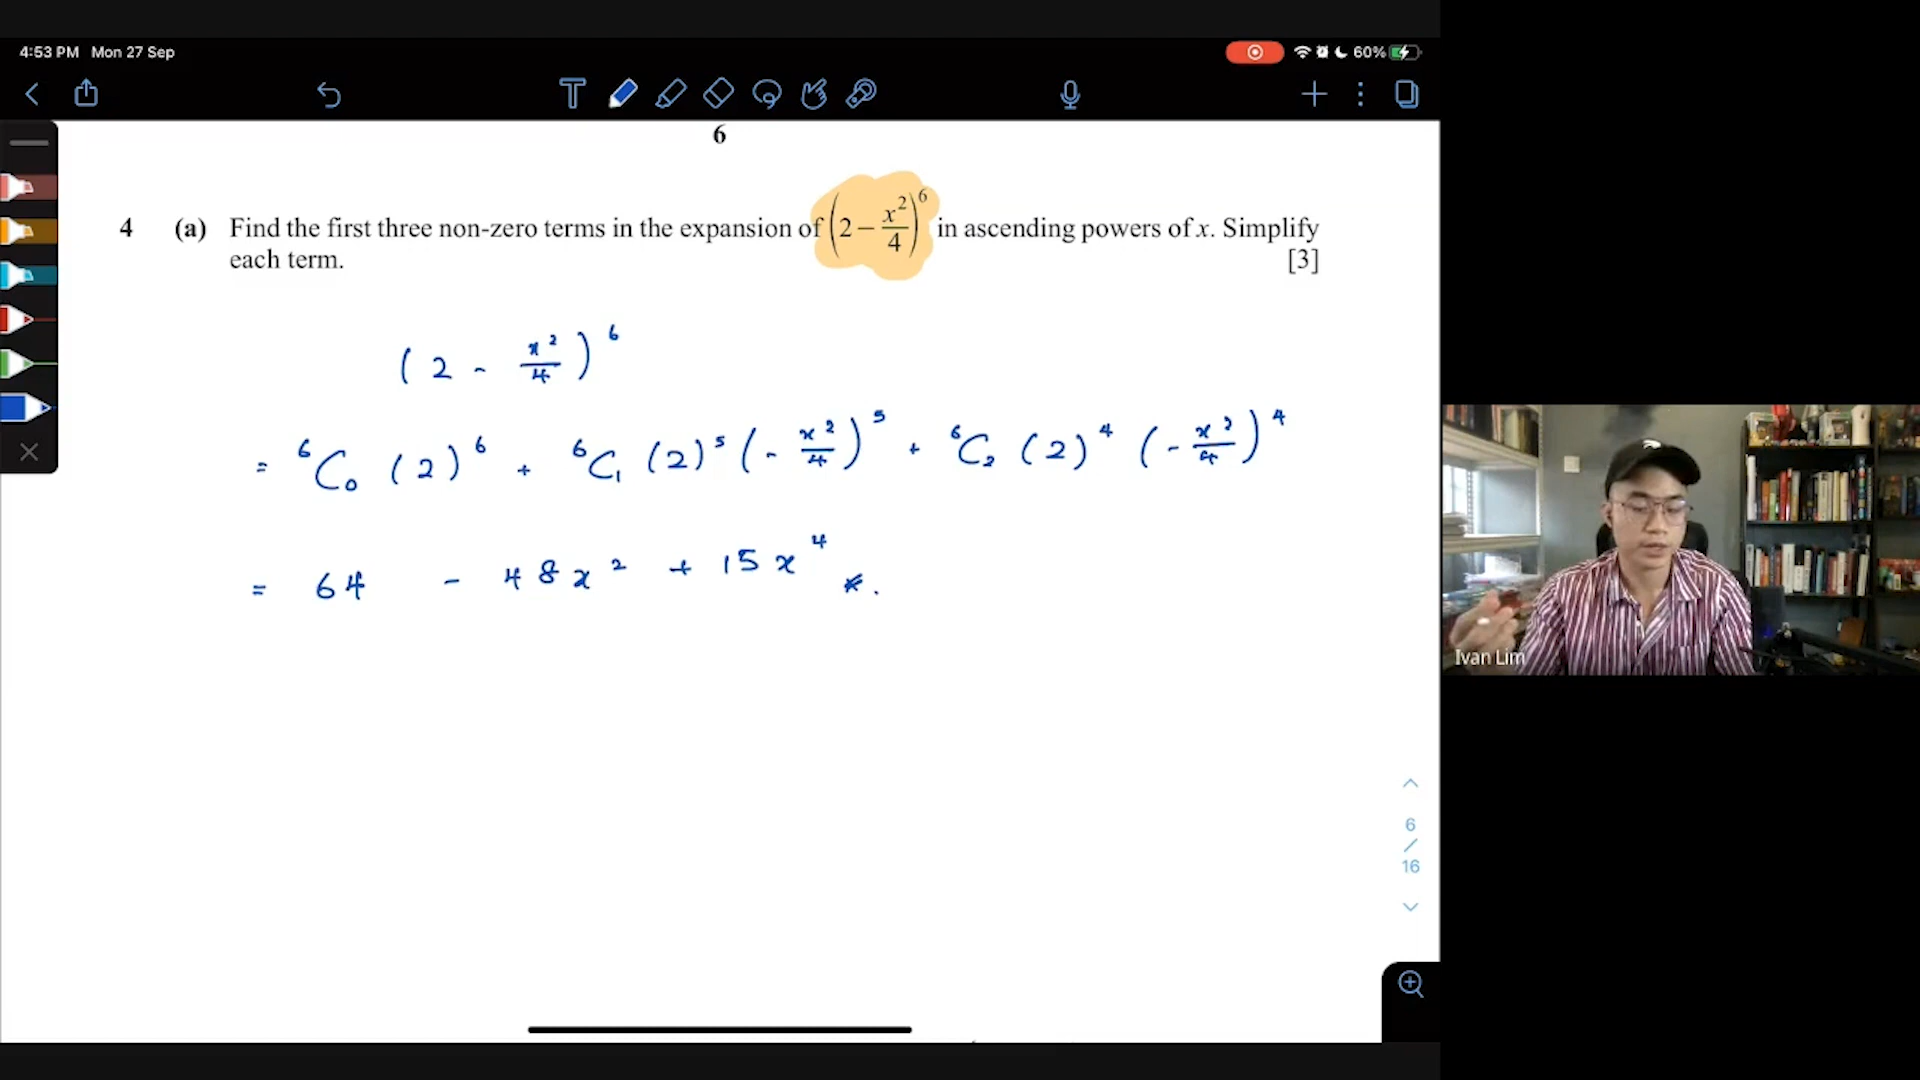 4:53 PM Mon 27 Sep
60%
6
4 (a) Find the first three non-zero terms in the expansion of (2 − x²/4)⁶ in ascending powers of x. Simplify
each term. [3]
(2 - x²/4)⁶
= ⁶C₀ (2)⁶ + ⁶C₁ (2)⁵ (- x²/4)⁵ + ⁶C₂ (2)⁴ (- x²/4)⁴
= 64 - 48x² + 15x⁴
Ivan Lim
6
/
16